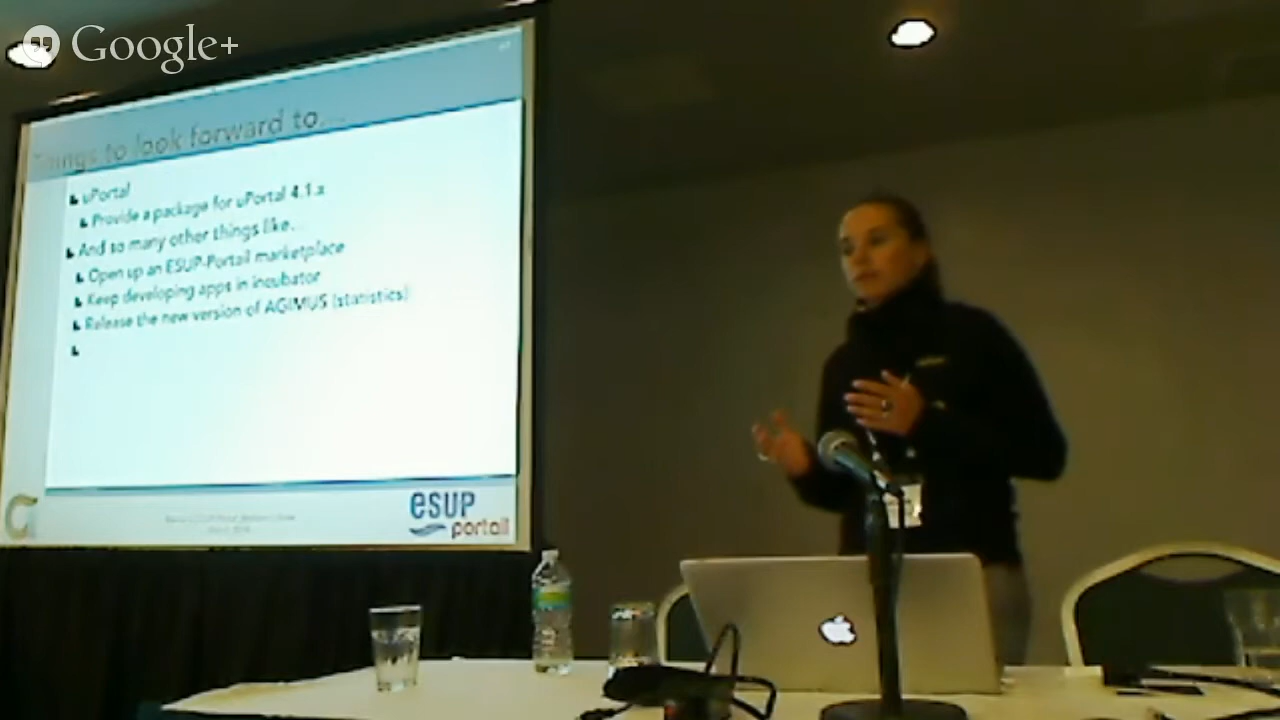 Google+
Things to look forward to...
uPortal
Provide a package for uPortal 4.1.x
And so many other things like...
Open up an ESUP-Portail marketplace
Keep developing apps in incubator
Release the new version of AGIMUS (statistics)
esup
portail